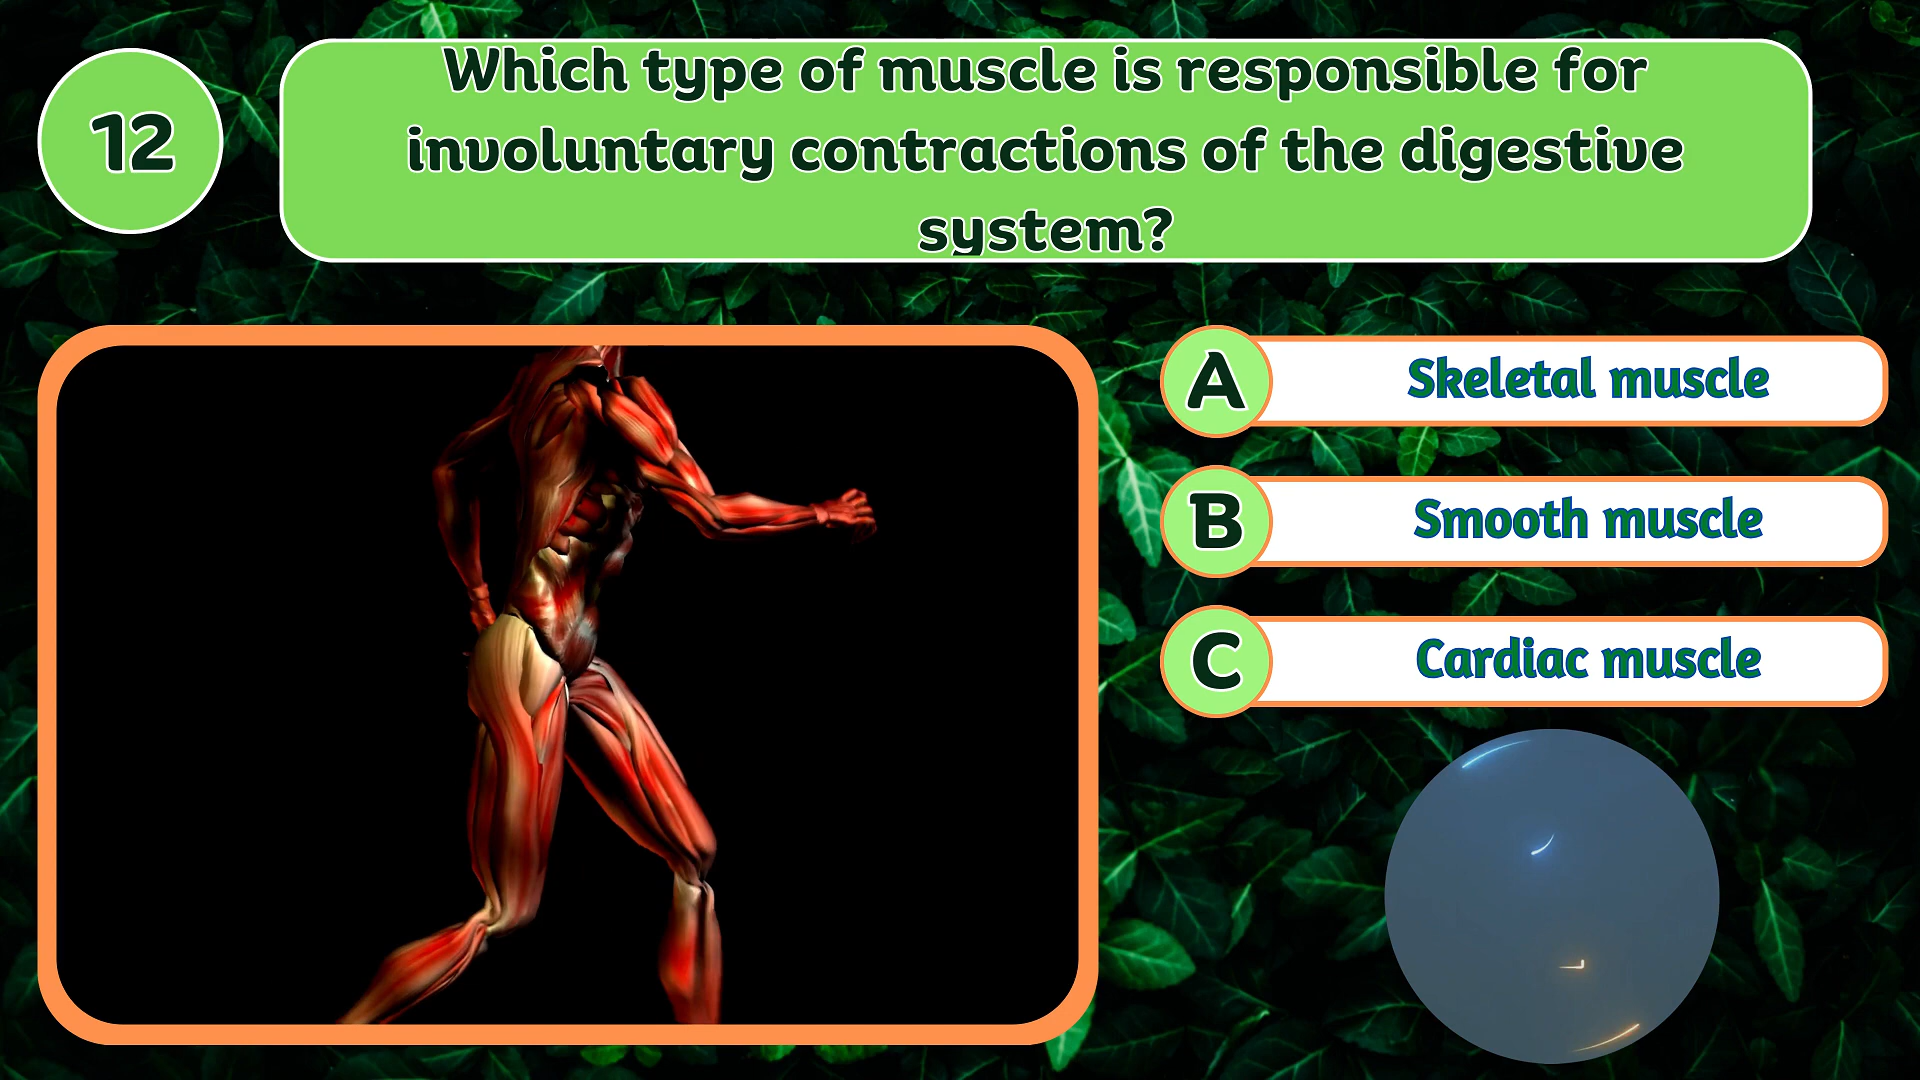 12
Which type of muscle is responsible for
involuntary contractions of the digestive
system?
A Skeletal muscle
B Smooth muscle
C Cardiac muscle